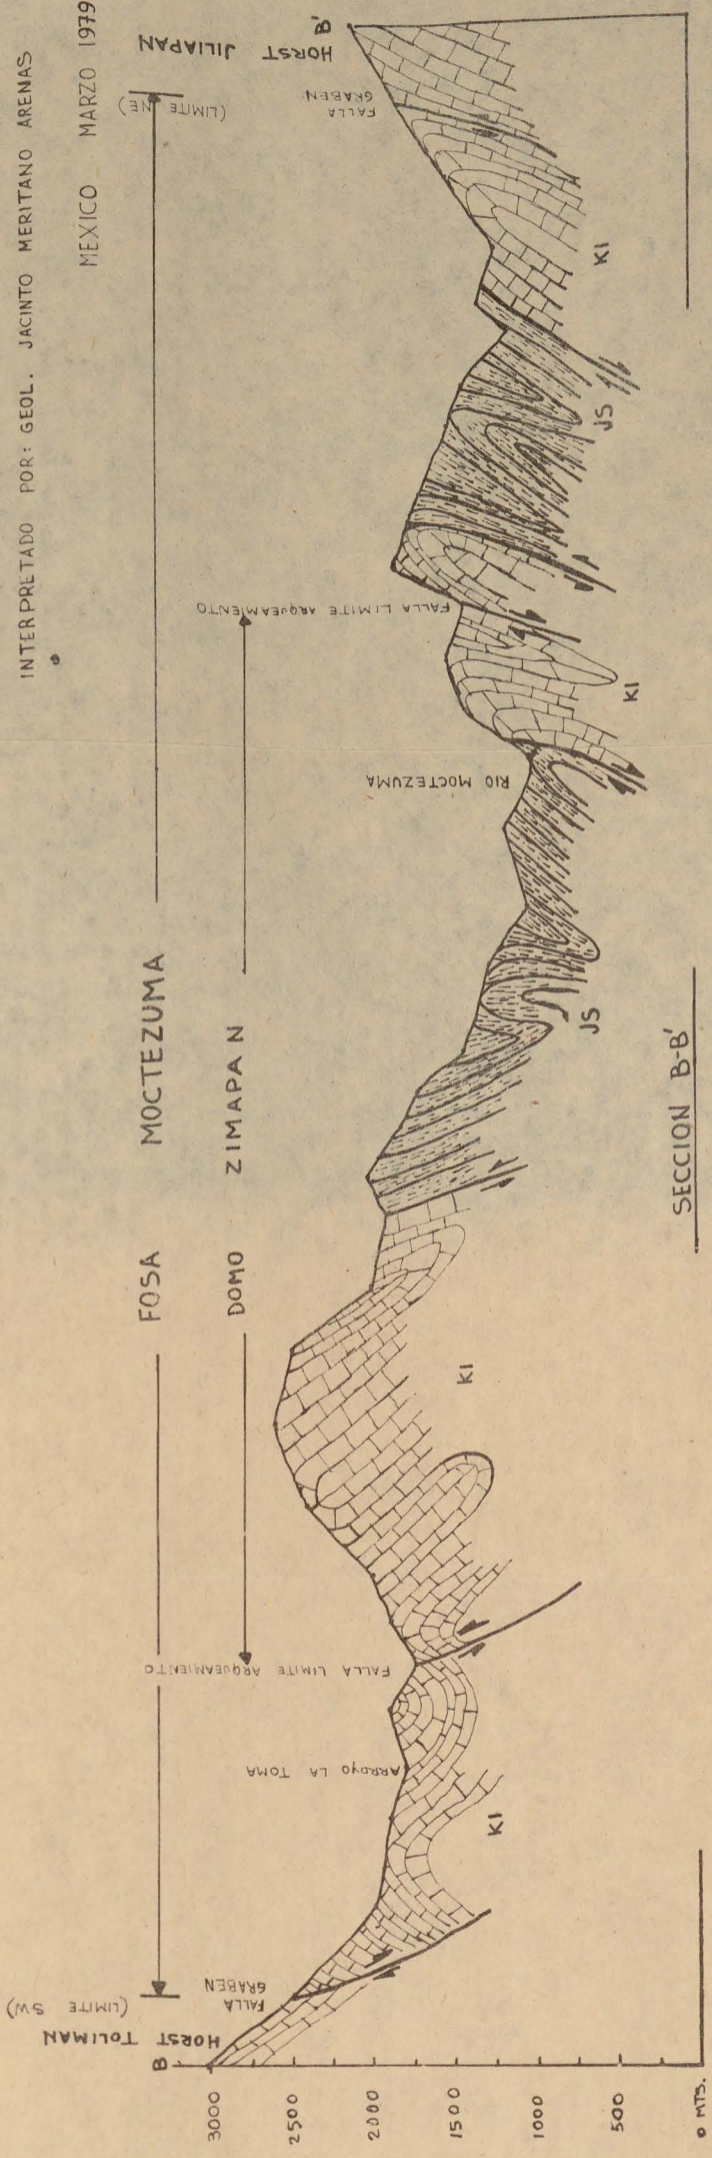 INTERPRETADO POR: GEOL. JACINTO MERITANO ARENAS
MEXICO MARZO 1979
FOSA MOCTEZUMA
DOMO ZIMAPAN
HORST TOLIMAN
(LIMITE SW)
FALLA
GRABEN
ARROYO LA TOMA
FALLA LIMITE ARQUEAMIENTO
RIO MOCTEZUMA
FALLA LIMITE ARQUEAMIENTO
FALLA
GRABEN
(LIMITE NE)
HORST JILIAPAN
B
B'
3000
2500
2000
1500
1000
500
0 MTS.
KI
KI
JS
KI
JS
KI
SECCION B-B'